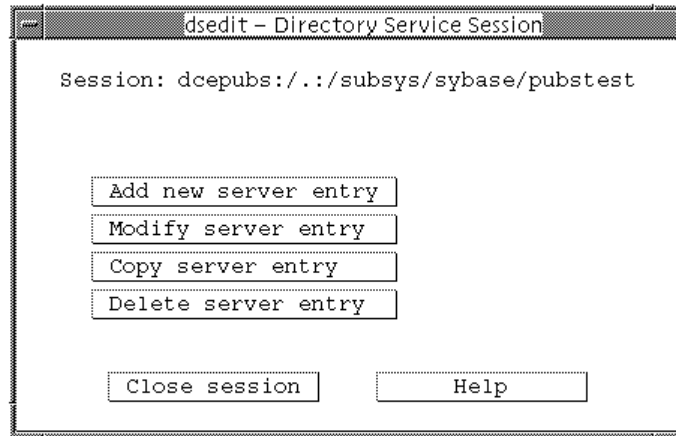 dsedit – Directory Service Session
Session: dcepubs:/.:/subsys/sybase/pubstest
Add new server entry
Modify server entry
Copy server entry
Delete server entry
Close session Help